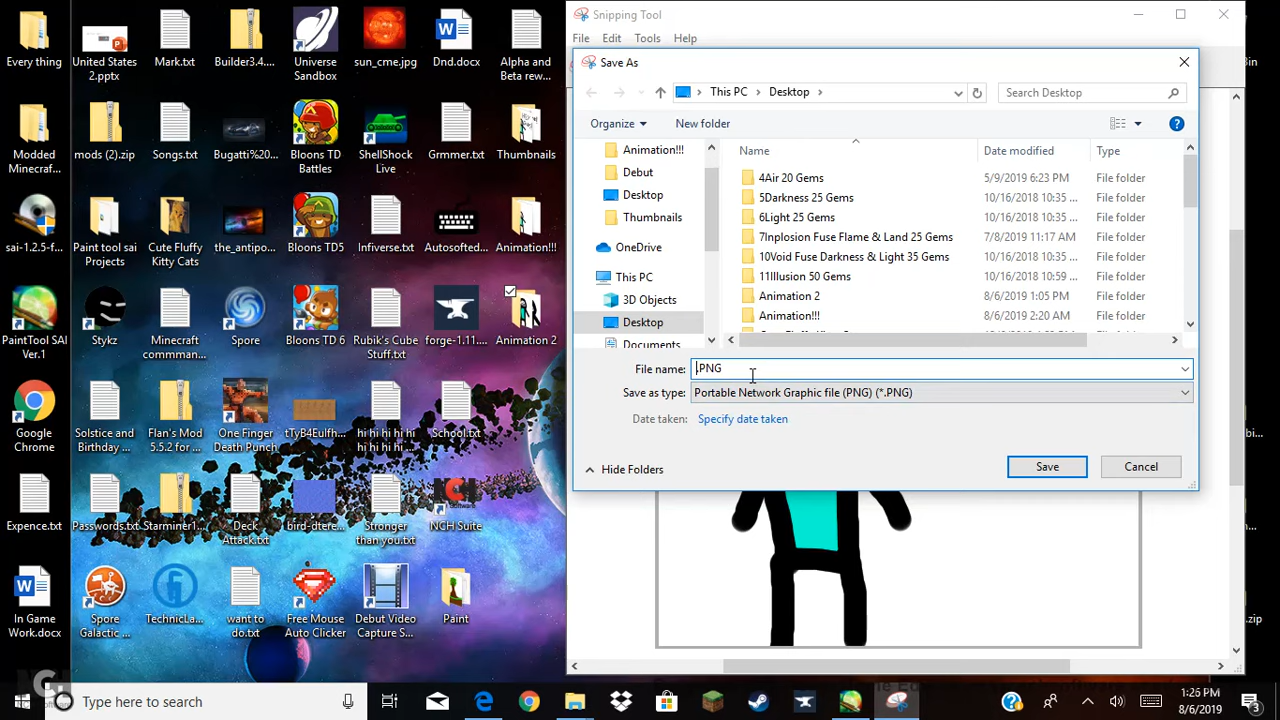 Every thing
United States 2.pptx
Mark.txt
Builder3.4....
Universe Sandbox
sun_cme.jpg
Dnd.docx
Alpha and Beta rew...
Modded Minecraf...
mods (2).zip
Songs.txt
Bugatti%20...
Bloons TD Battles
ShellShock Live
Grmmer.txt
Thumbnails
sai-1.2.5-f...
Paint tool sai Projects
Cute Fluffy Kitty Cats
the_antipo...
Bloons TD5
Infiverse.txt
Autosofted...
Animation!!!
PaintTool SAI Ver.1
Stykz
Minecraft commman...
Spore
Bloons TD 6
Rubik's Cube Stuff.txt
forge-1.11....
Animation 2
Google Chrome
Solstice and Birthday ...
Flan's Mod 5.5.2 for ...
One Finger Death Punch
tTyB4Eulfh...
hi hi hi hi hi hi hi hi ...
School.txt
Expence.txt
Passwords.txt
Starminer1...
Deck Attack.txt
bird-dtere...
Stronger than you.txt
NCH Suite
In Game Work.docx
Spore Galactic ...
TechnicLa...
want to do.txt
Free Mouse Auto Clicker
Debut Video Capture S...
Paint
Snipping Tool
File Edit Tools Help
Save As
This PC Desktop
Search Desktop
Organize New folder
Animation!!!
Debut
Desktop
Thumbnails
OneDrive
This PC
3D Objects
Desktop
Documents
Name Date modified Type
4Air 20 Gems 5/9/2019 6:23 PM File folder
5Darkness 25 Gems 10/16/2018 10:35 ... File folder
6Light 25 Gems 10/16/2018 10:35 ... File folder
7Inplosion Fuse Flame & Land 25 Gems 7/8/2019 11:17 AM File folder
10Void Fuse Darkness & Light 35 Gems 10/16/2018 10:35 ... File folder
11Illusion 50 Gems 10/16/2018 10:59 ... File folder
Animation 2 8/6/2019 1:05 PM File folder
Animation!!! 8/6/2019 2:20 AM File folder
File name: .PNG
Save as type: Portable Network Graphic file (PNG) (*.PNG)
Date taken: Specify date taken
Hide Folders
Save Cancel
.zip
NCH
Software
Type here to search
1:26 PM
8/6/2019
3